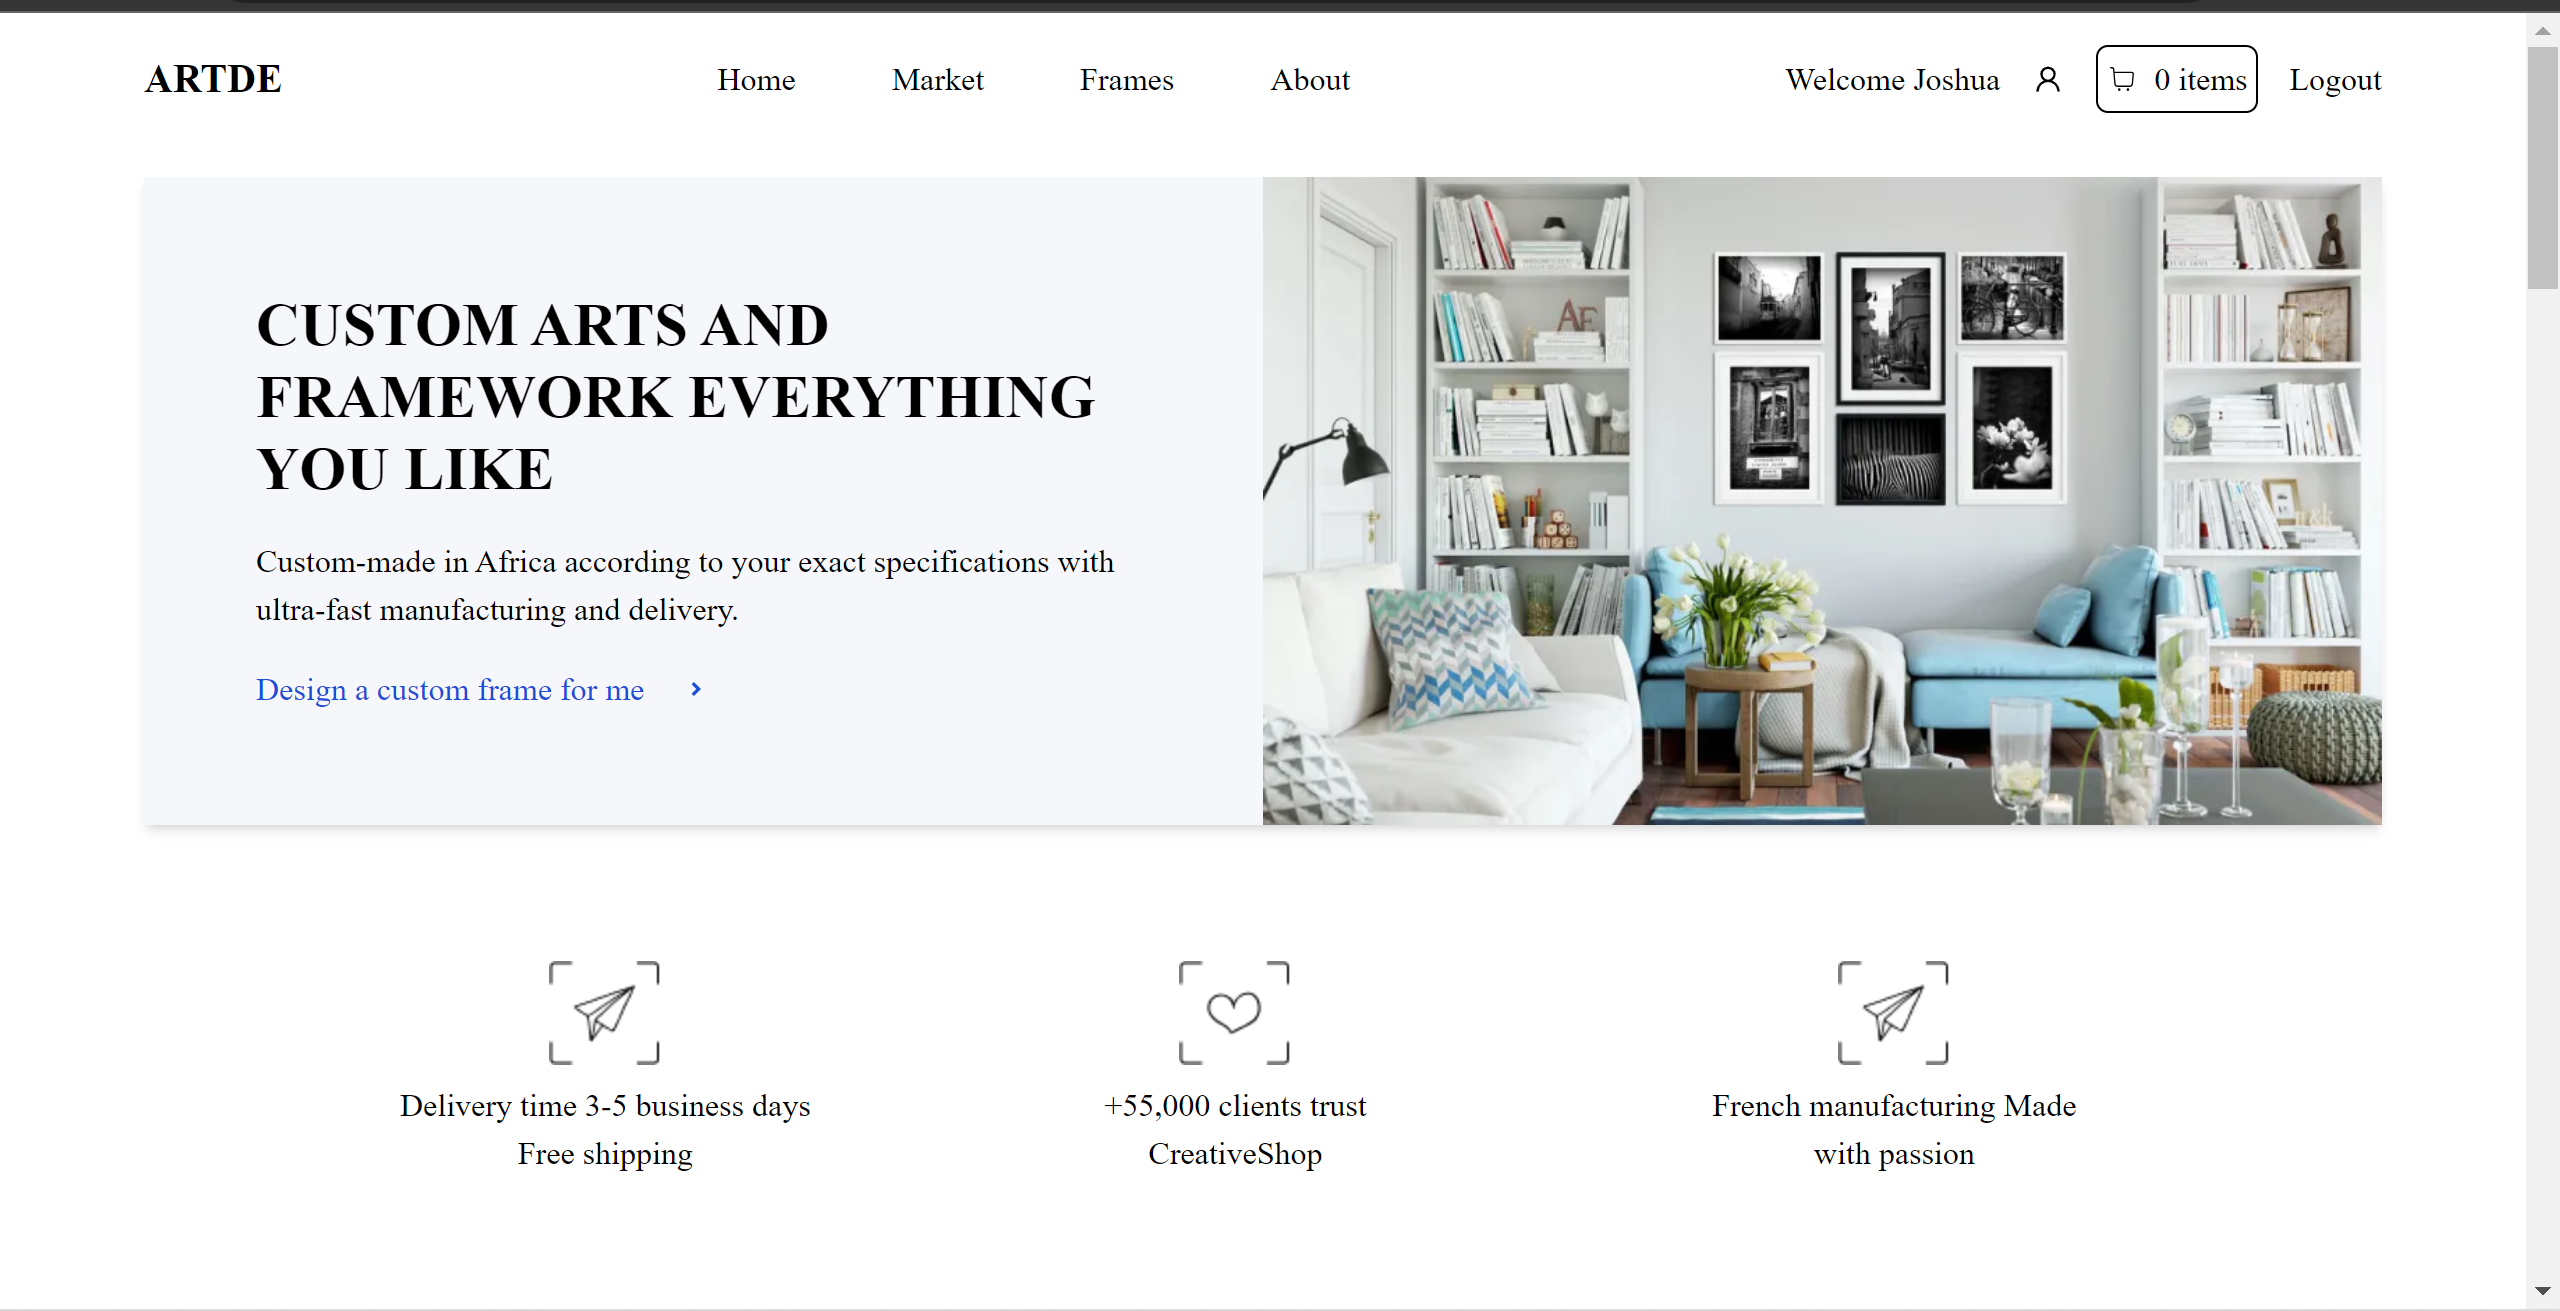 ARTDE
Home
Market
Frames
About
Welcome Joshua
0 items
Logout
CUSTOM ARTS AND
FRAMEWORK EVERYTHING
YOU LIKE
Custom-made in Africa according to your exact specifications with
ultra-fast manufacturing and delivery.
Design a custom frame for me
AF
Delivery time 3-5 business days
Free shipping
+55,000 clients trust
CreativeShop
French manufacturing Made
with passion